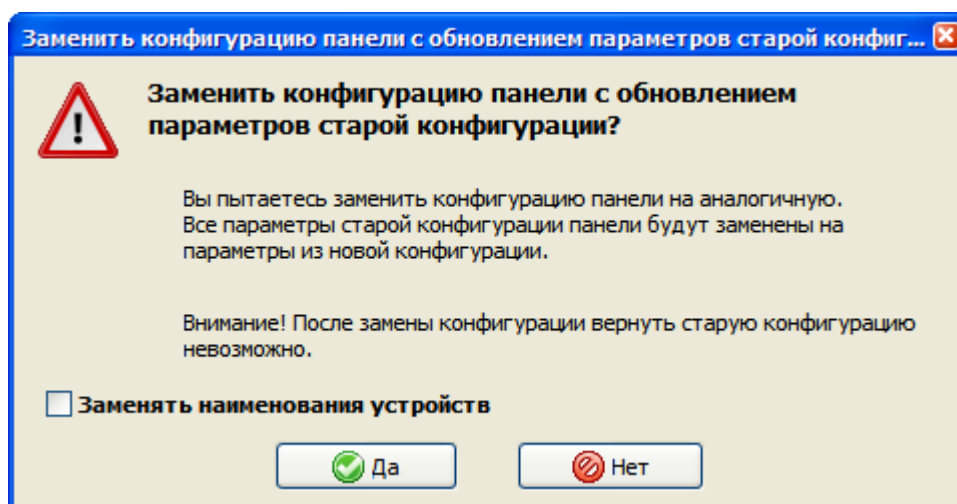 Заменить конфигурацию панели с обновлением параметров старой конфиг...
Заменить конфигурацию панели с обновлением
параметров старой конфигурации?
Вы пытаетесь заменить конфигурацию панели на аналогичную.
Все параметры старой конфигурации панели будут заменены на
параметры из новой конфигурации.
Внимание! После замены конфигурации вернуть старую конфигурацию
невозможно.
Заменять наименования устройств
Да
Нет